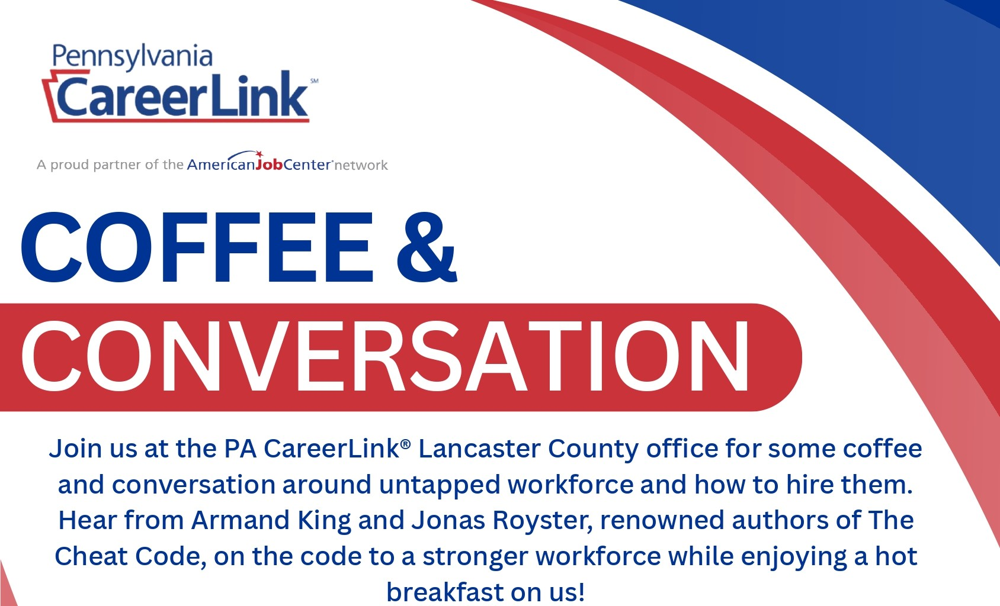 Pennsylvania
CareerLink℠
A proud partner of the AmericanJobCenter® network
COFFEE &
CONVERSATION
Join us at the PA CareerLink® Lancaster County office for some coffee
and conversation around untapped workforce and how to hire them.
Hear from Armand King and Jonas Royster, renowned authors of The
Cheat Code, on the code to a stronger workforce while enjoying a hot
breakfast on us!